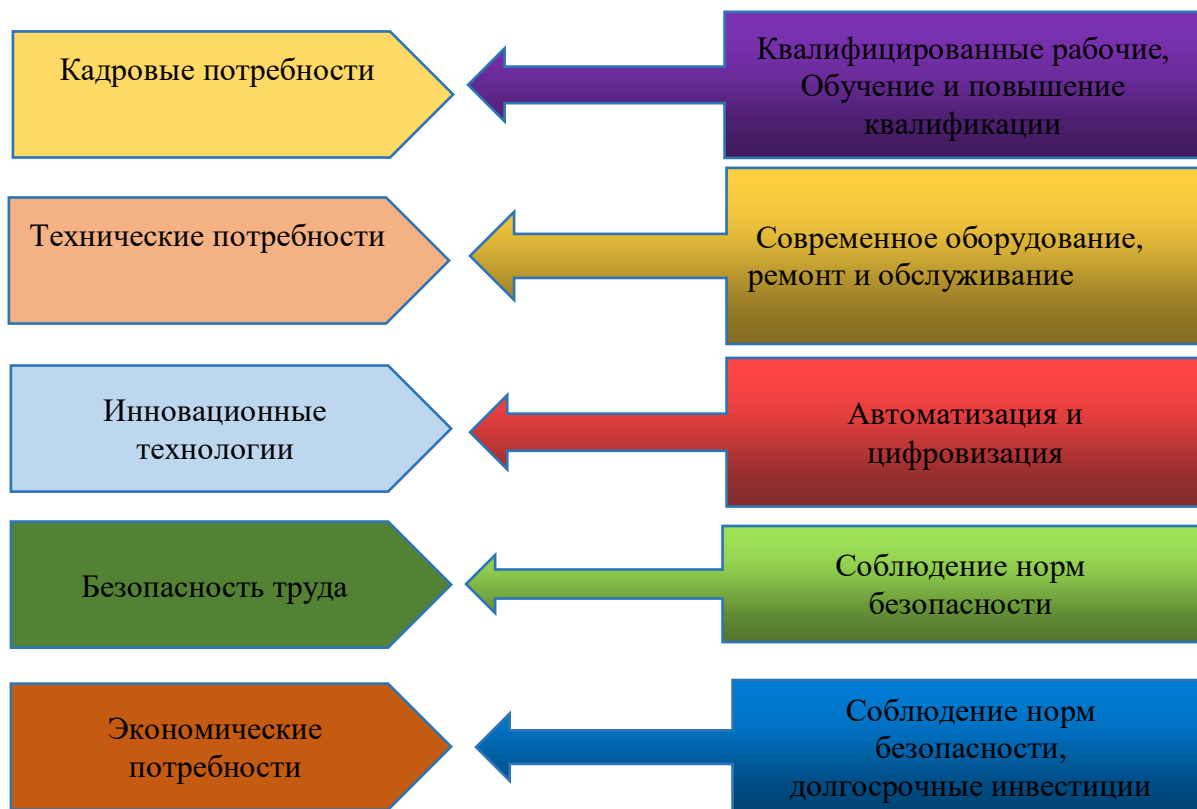 Кадровые потребности
Квалифицированные рабочие,
Обучение и повышение
квалификации
Технические потребности
Современное оборудование,
ремонт и обслуживание
Инновационные
технологии
Автоматизация и
цифровизация
Безопасность труда
Соблюдение норм
безопасности
Экономические
потребности
Соблюдение норм
безопасности,
долгосрочные инвестиции